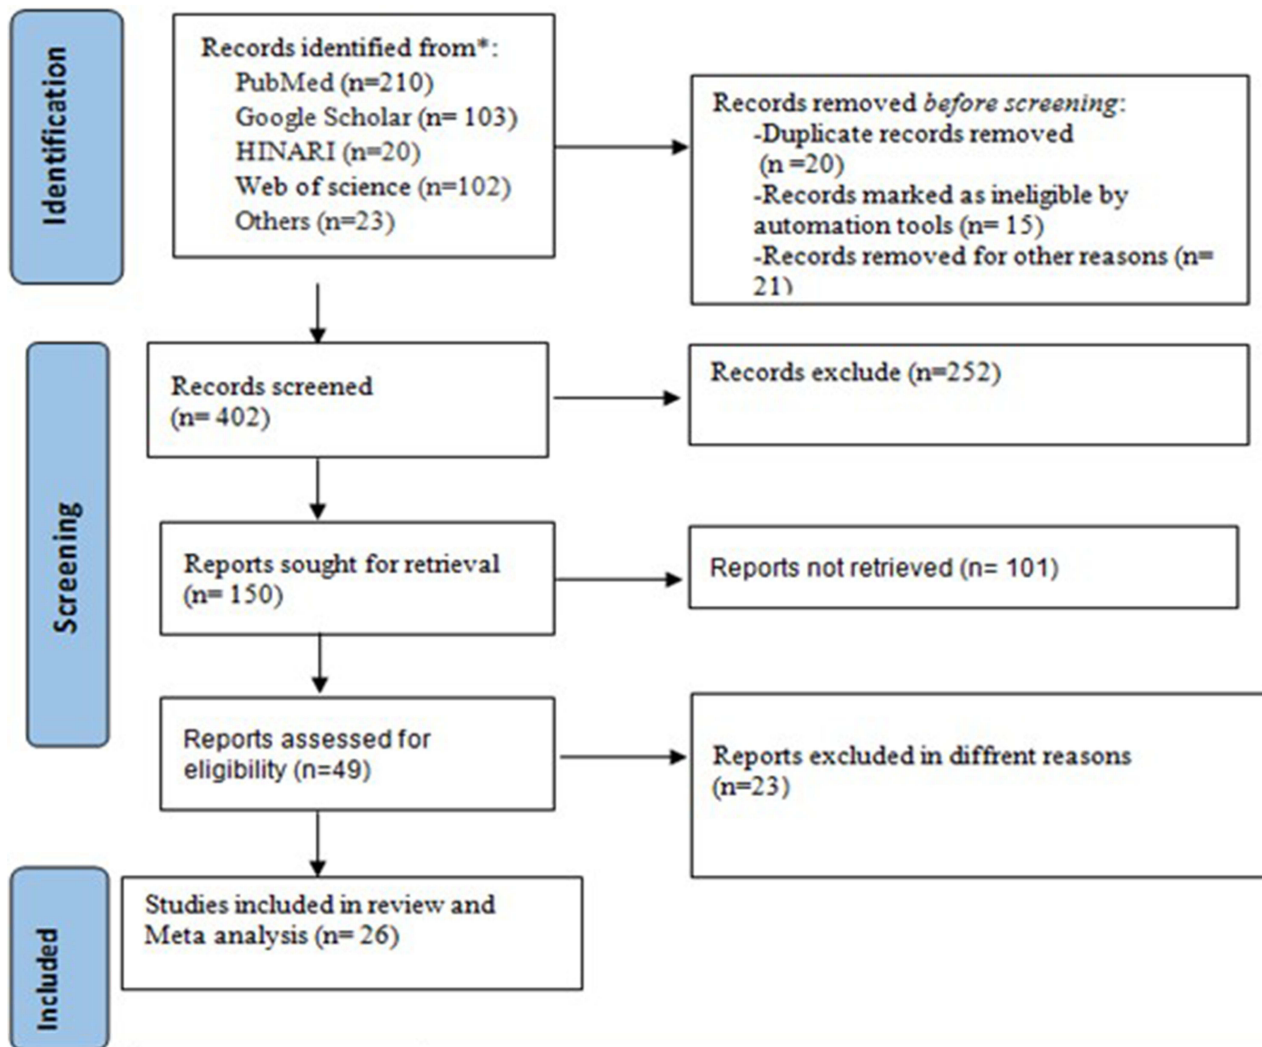 Identification
Records identified from*:
PubMed (n=210)
Google Scholar (n= 103)
HINARI (n=20)
Web of science (n=102)
Others (n=23)
Records removed before screening:
-Duplicate records removed
(n =20)
-Records marked as ineligible by
automation tools (n= 15)
-Records removed for other reasons (n=
21)
Screening
Records screened
(n= 402)
Records exclude (n=252)
Reports sought for retrieval
(n= 150)
Reports not retrieved (n= 101)
Reports assessed for
eligibility (n=49)
Reports excluded in diffrent reasons
(n=23)
Included
Studies included in review and
Meta analysis (n= 26)